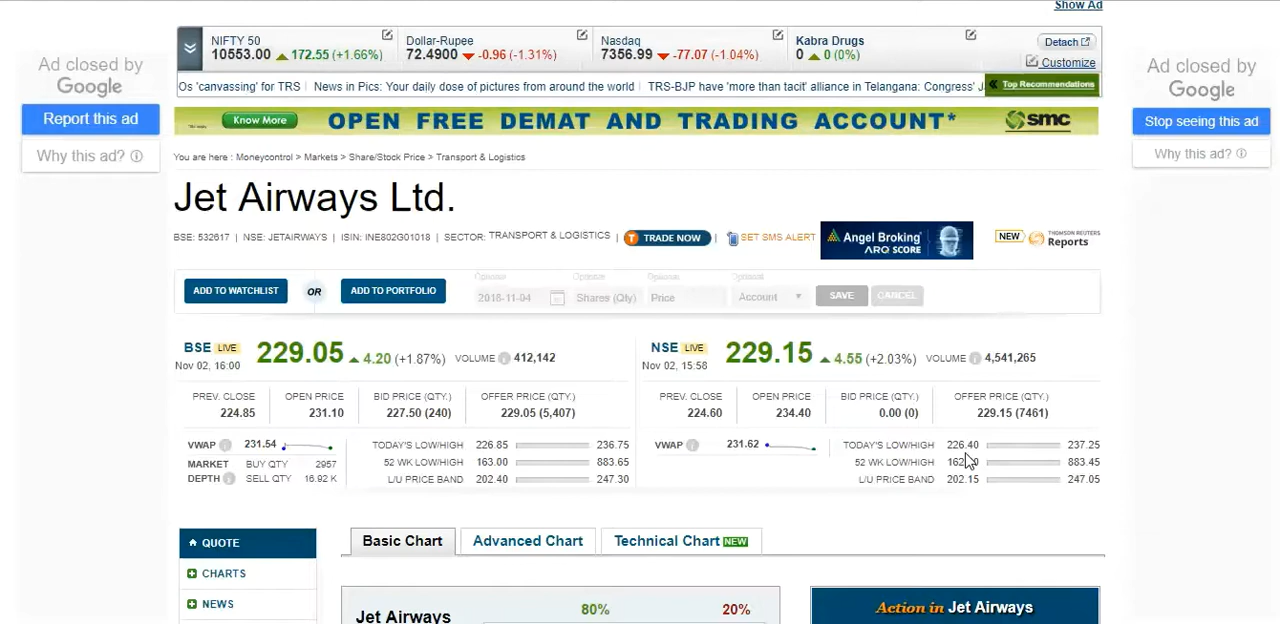 Show Ad
NIFTY 50
10553.00 172.55 (+1.66%)
Dollar-Rupee
72.4900 -0.96 (-1.31%)
Nasdaq
7356.99 -77.07 (-1.04%)
Kabra Drugs
0 0 (0%)
Detach
Customize
Ad closed by
Google
Report this ad
Why this ad?
Ad closed by
Google
Stop seeing this ad
Why this ad?
Os 'canvassing' for TRS | News in Pics: Your daily dose of pictures from around the world | TRS-BJP have 'more than tacit' alliance in Telangana: Congress' J
Top Recommendations
Know More
OPEN FREE DEMAT AND TRADING ACCOUNT*
smc
You are here : Moneycontrol > Markets > Share/Stock Price > Transport & Logistics
Jet Airways Ltd.
BSE: 532617 | NSE: JETAIRWAYS | ISIN: INE802G01018 | SECTOR: TRANSPORT & LOGISTICS |
T TRADE NOW | SET SMS ALERT
Angel Broking
ARQ SCORE
NEW
THOMSON REUTERS
Reports
ADD TO WATCHLIST
OR
ADD TO PORTFOLIO
Optional
Optional
Optional
Optional
2018-11-04
Shares (Qty)
Price
Account
SAVE
CANCEL
BSE LIVE
Nov 02, 16:00
229.05 4.20 (+1.87%) VOLUME 412,142
PREV. CLOSE OPEN PRICE BID PRICE (QTY.) OFFER PRICE (QTY.)
224.85 231.10 227.50 (240) 229.05 (5,407)
VWAP 231.54
MARKET BUY QTY 2957
DEPTH SELL QTY 16.92 K
TODAY'S LOW/HIGH 226.85 236.75
52 WK LOW/HIGH 163.00 883.65
L/U PRICE BAND 202.40 247.30
NSE LIVE
Nov 02, 15:58
229.15 4.55 (+2.03%) VOLUME 4,541,265
PREV. CLOSE OPEN PRICE BID PRICE (QTY.) OFFER PRICE (QTY.)
224.60 234.40 0.00 (0) 229.15 (7461)
VWAP 231.62
TODAY'S LOW/HIGH 226.40 237.25
52 WK LOW/HIGH 883.45
L/U PRICE BAND 202.15 247.05
QUOTE
CHARTS
NEWS
Basic Chart
Advanced Chart
Technical Chart NEW
Jet Airways
80%
20%
Action in Jet Airways